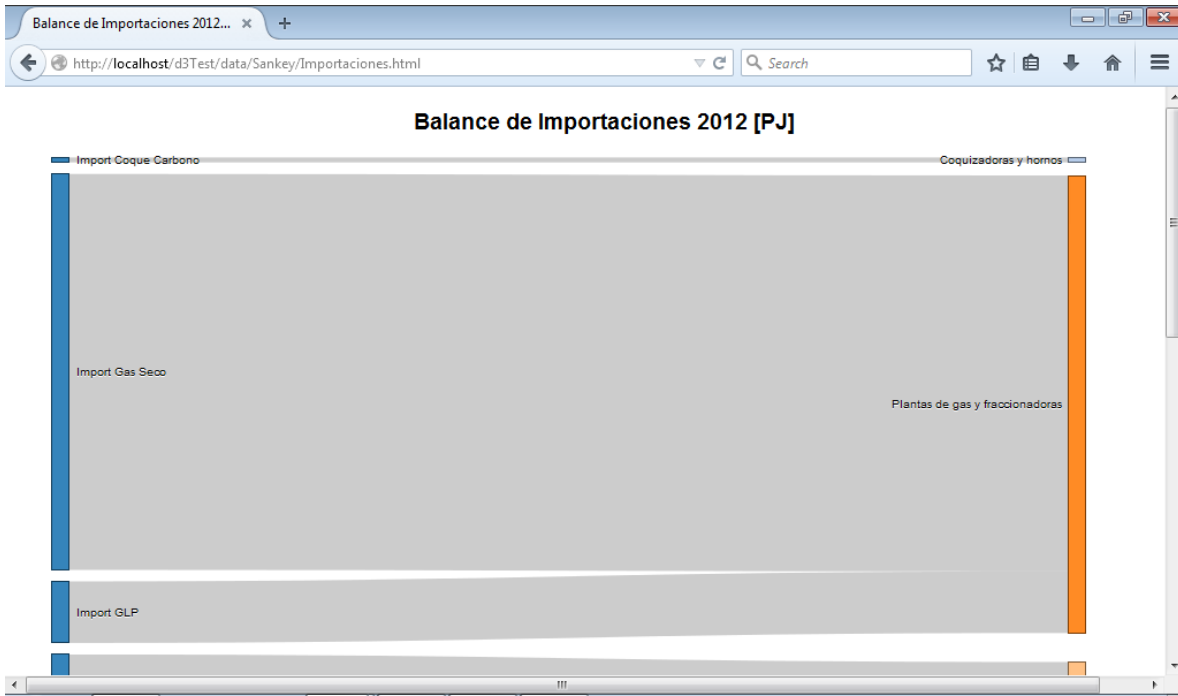 Balance de Importaciones 2012...
http://localhost/d3Test/data/Sankey/Importaciones.html
Search
Balance de Importaciones 2012 [PJ]
Import Coque Carbono
Coquizadoras y hornos
Import Gas Seco
Plantas de gas y fraccionadoras
Import GLP